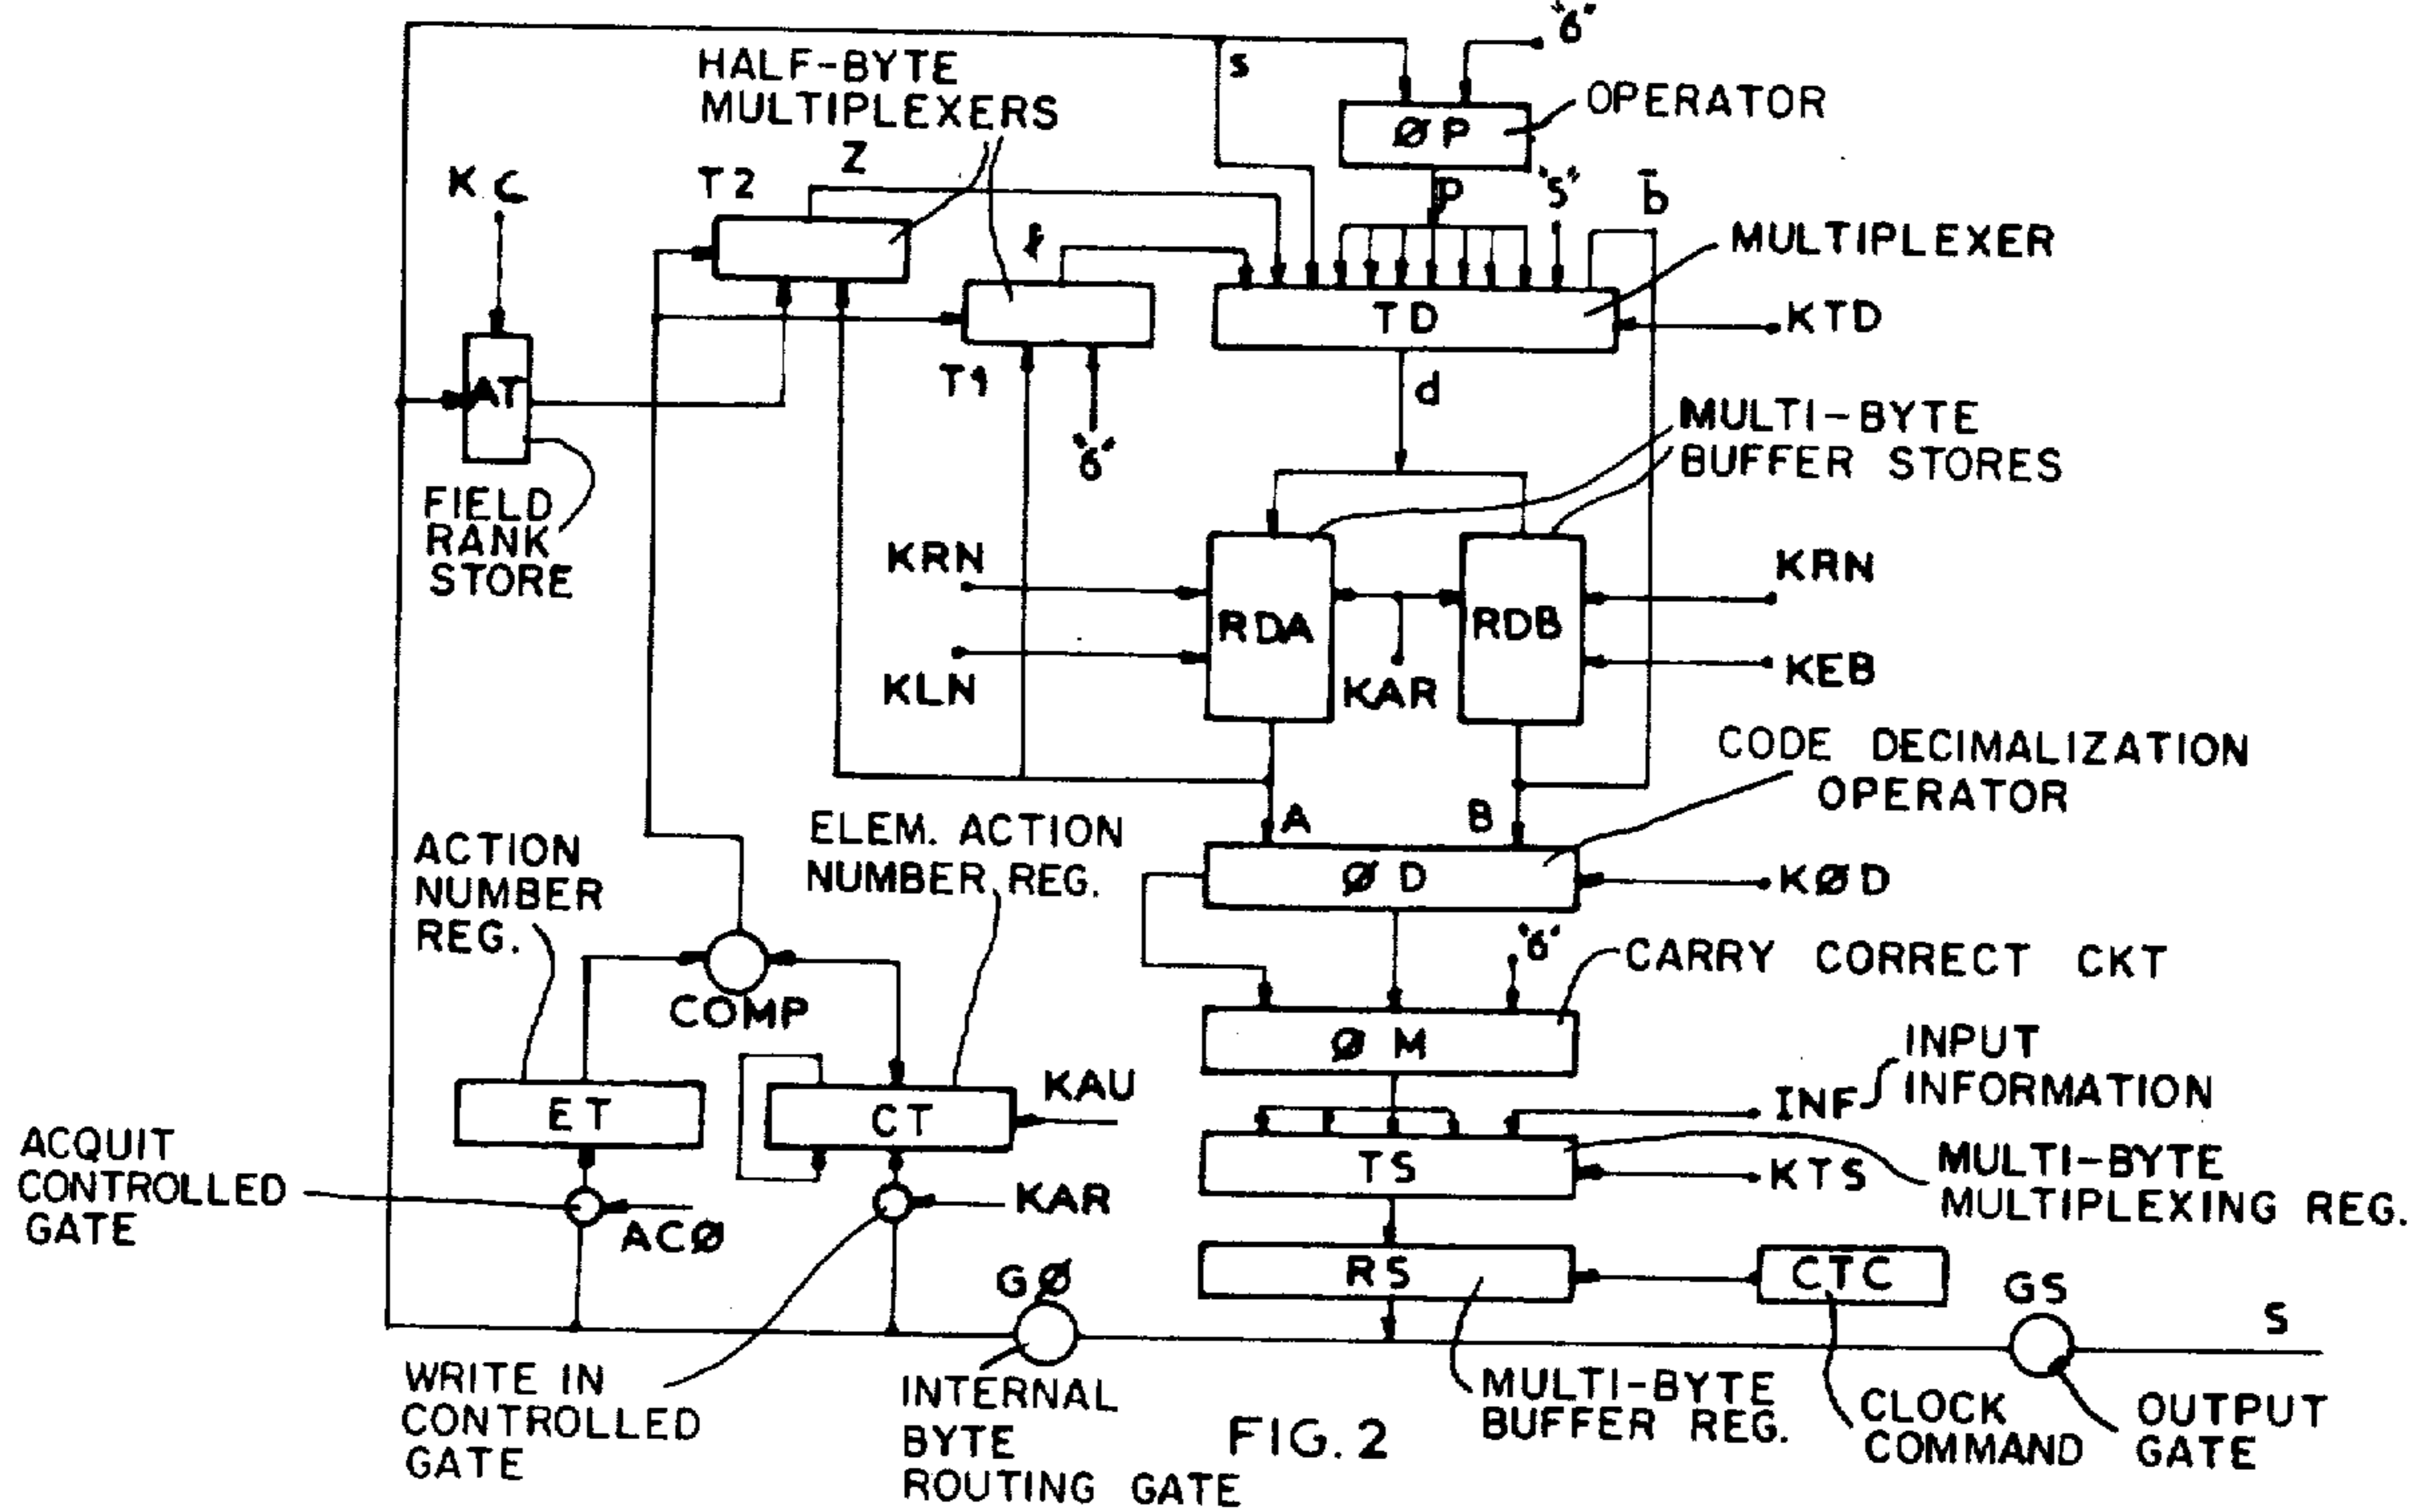 "6"
s
HALF-BYTE
MULTIPLEXERS
OPERATOR
ØP
Z
T2
K C
P
"5"
b̄
MULTIPLEXER
TD
KTD
T1
d
AT
"6"
MULTI-BYTE
BUFFER STORES
FIELD
RANK
STORE
KRN
KRN
RDA
RDB
KLN
KAR
KEB
CODE DECIMALIZATION
OPERATOR
A
B
ELEM. ACTION
NUMBER REG.
ACTION
NUMBER
REG.
Ø D
KØD
"6"
CARRY CORRECT CKT
COMP
Ø M
INPUT
INFORMATION
INF
KAU
ET
CT
ACQUIT
CONTROLLED
GATE
TS
KTS
MULTI-BYTE
MULTIPLEXING REG.
KAR
ACØ
GØ
RS
CTC
GS
S
WRITE IN
CONTROLLED
GATE
INTERNAL
BYTE
ROUTING GATE
FIG. 2
MULTI-BYTE
BUFFER REG.
CLOCK
COMMAND
OUTPUT
GATE